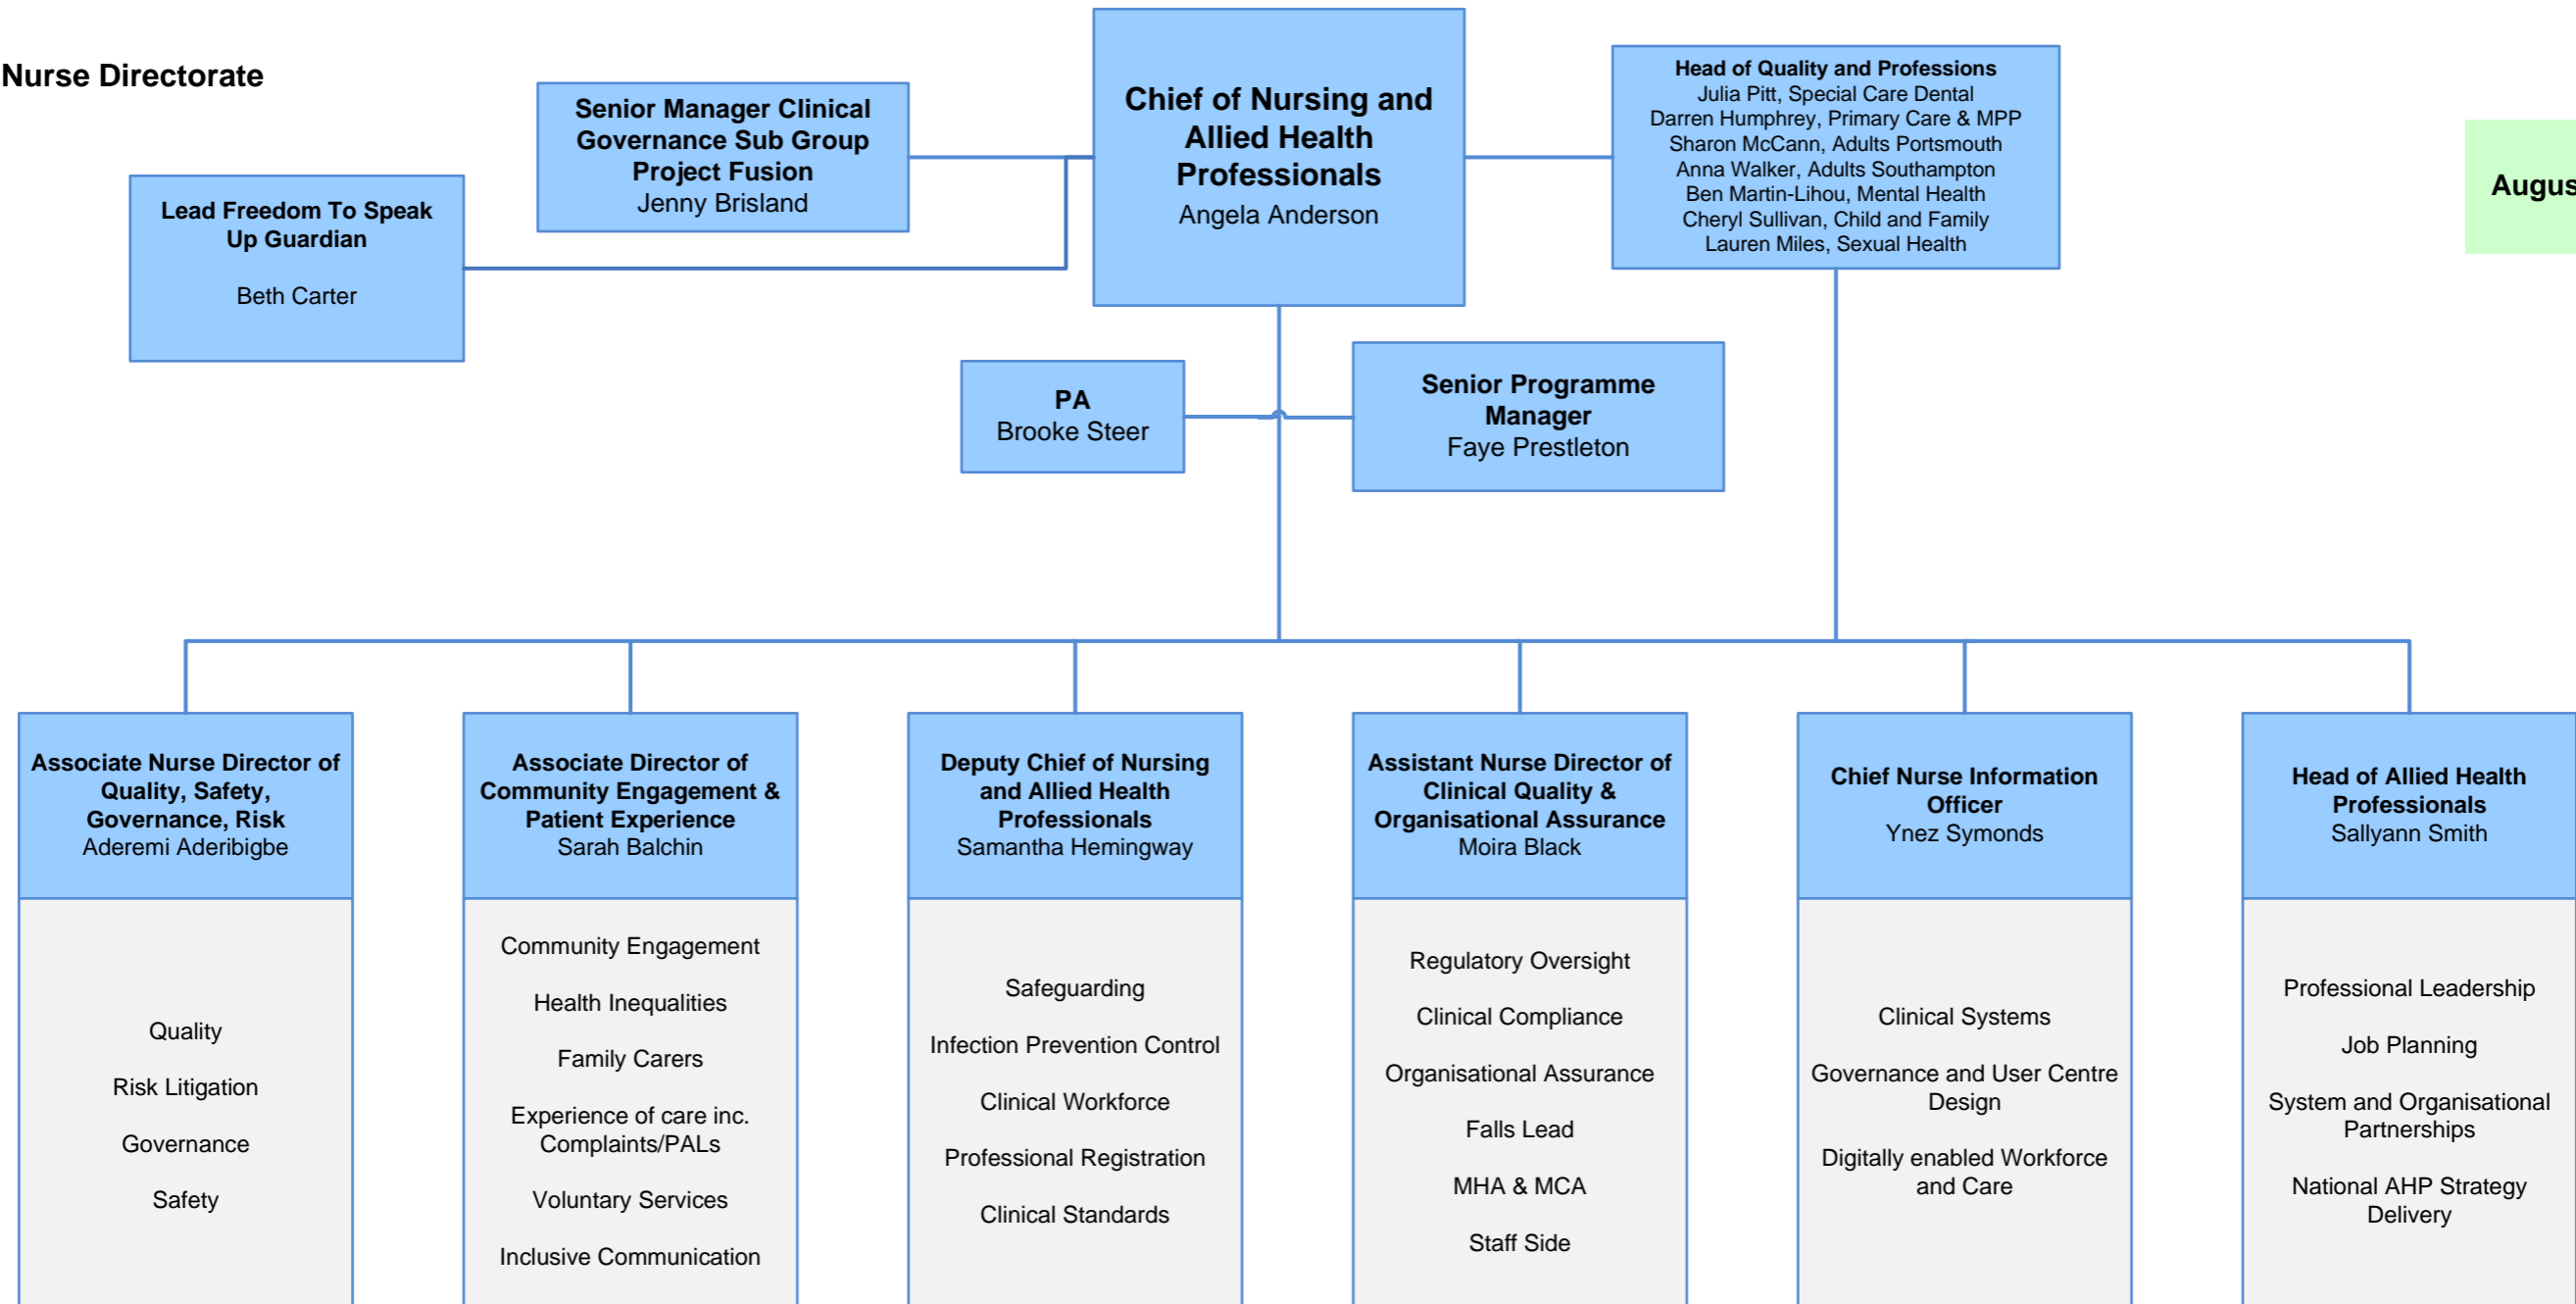 Nurse Directorate
Senior Manager Clinical
Governance Sub Group
Project Fusion
Jenny Brisland
Lead Freedom To Speak
Up Guardian
Beth Carter
Chief of Nursing and
Allied Health
Professionals
Angela Anderson
Head of Quality and Professions
Julia Pitt, Special Care Dental
Darren Humphrey, Primary Care & MPP
Sharon McCann, Adults Portsmouth
Anna Walker, Adults Southampton
Ben Martin-Lihou, Mental Health
Cheryl Sullivan, Child and Family
Lauren Miles, Sexual Health
PA
Brooke Steer
Senior Programme
Manager
Faye Prestleton
Associate Nurse Director of
Quality, Safety,
Governance, Risk
Aderemi Aderibigbe
Quality
Risk Litigation
Governance
Safety
Associate Director of
Community Engagement &
Patient Experience
Sarah Balchin
Community Engagement
Health Inequalities
Family Carers
Experience of care inc.
Complaints/PALs
Voluntary Services
Inclusive Communication
Deputy Chief of Nursing
and Allied Health
Professionals
Samantha Hemingway
Safeguarding
Infection Prevention Control
Clinical Workforce
Professional Registration
Clinical Standards
Assistant Nurse Director of
Clinical Quality &
Organisational Assurance
Moira Black
Regulatory Oversight
Clinical Compliance
Organisational Assurance
Falls Lead
MHA & MCA
Staff Side
Chief Nurse Information
Officer
Ynez Symonds
Clinical Systems
Governance and User Centre
Design
Digitally enabled Workforce
and Care
Head of Allied Health
Professionals
Sallyann Smith
Professional Leadership
Job Planning
System and Organisational
Partnerships
National AHP Strategy
Delivery